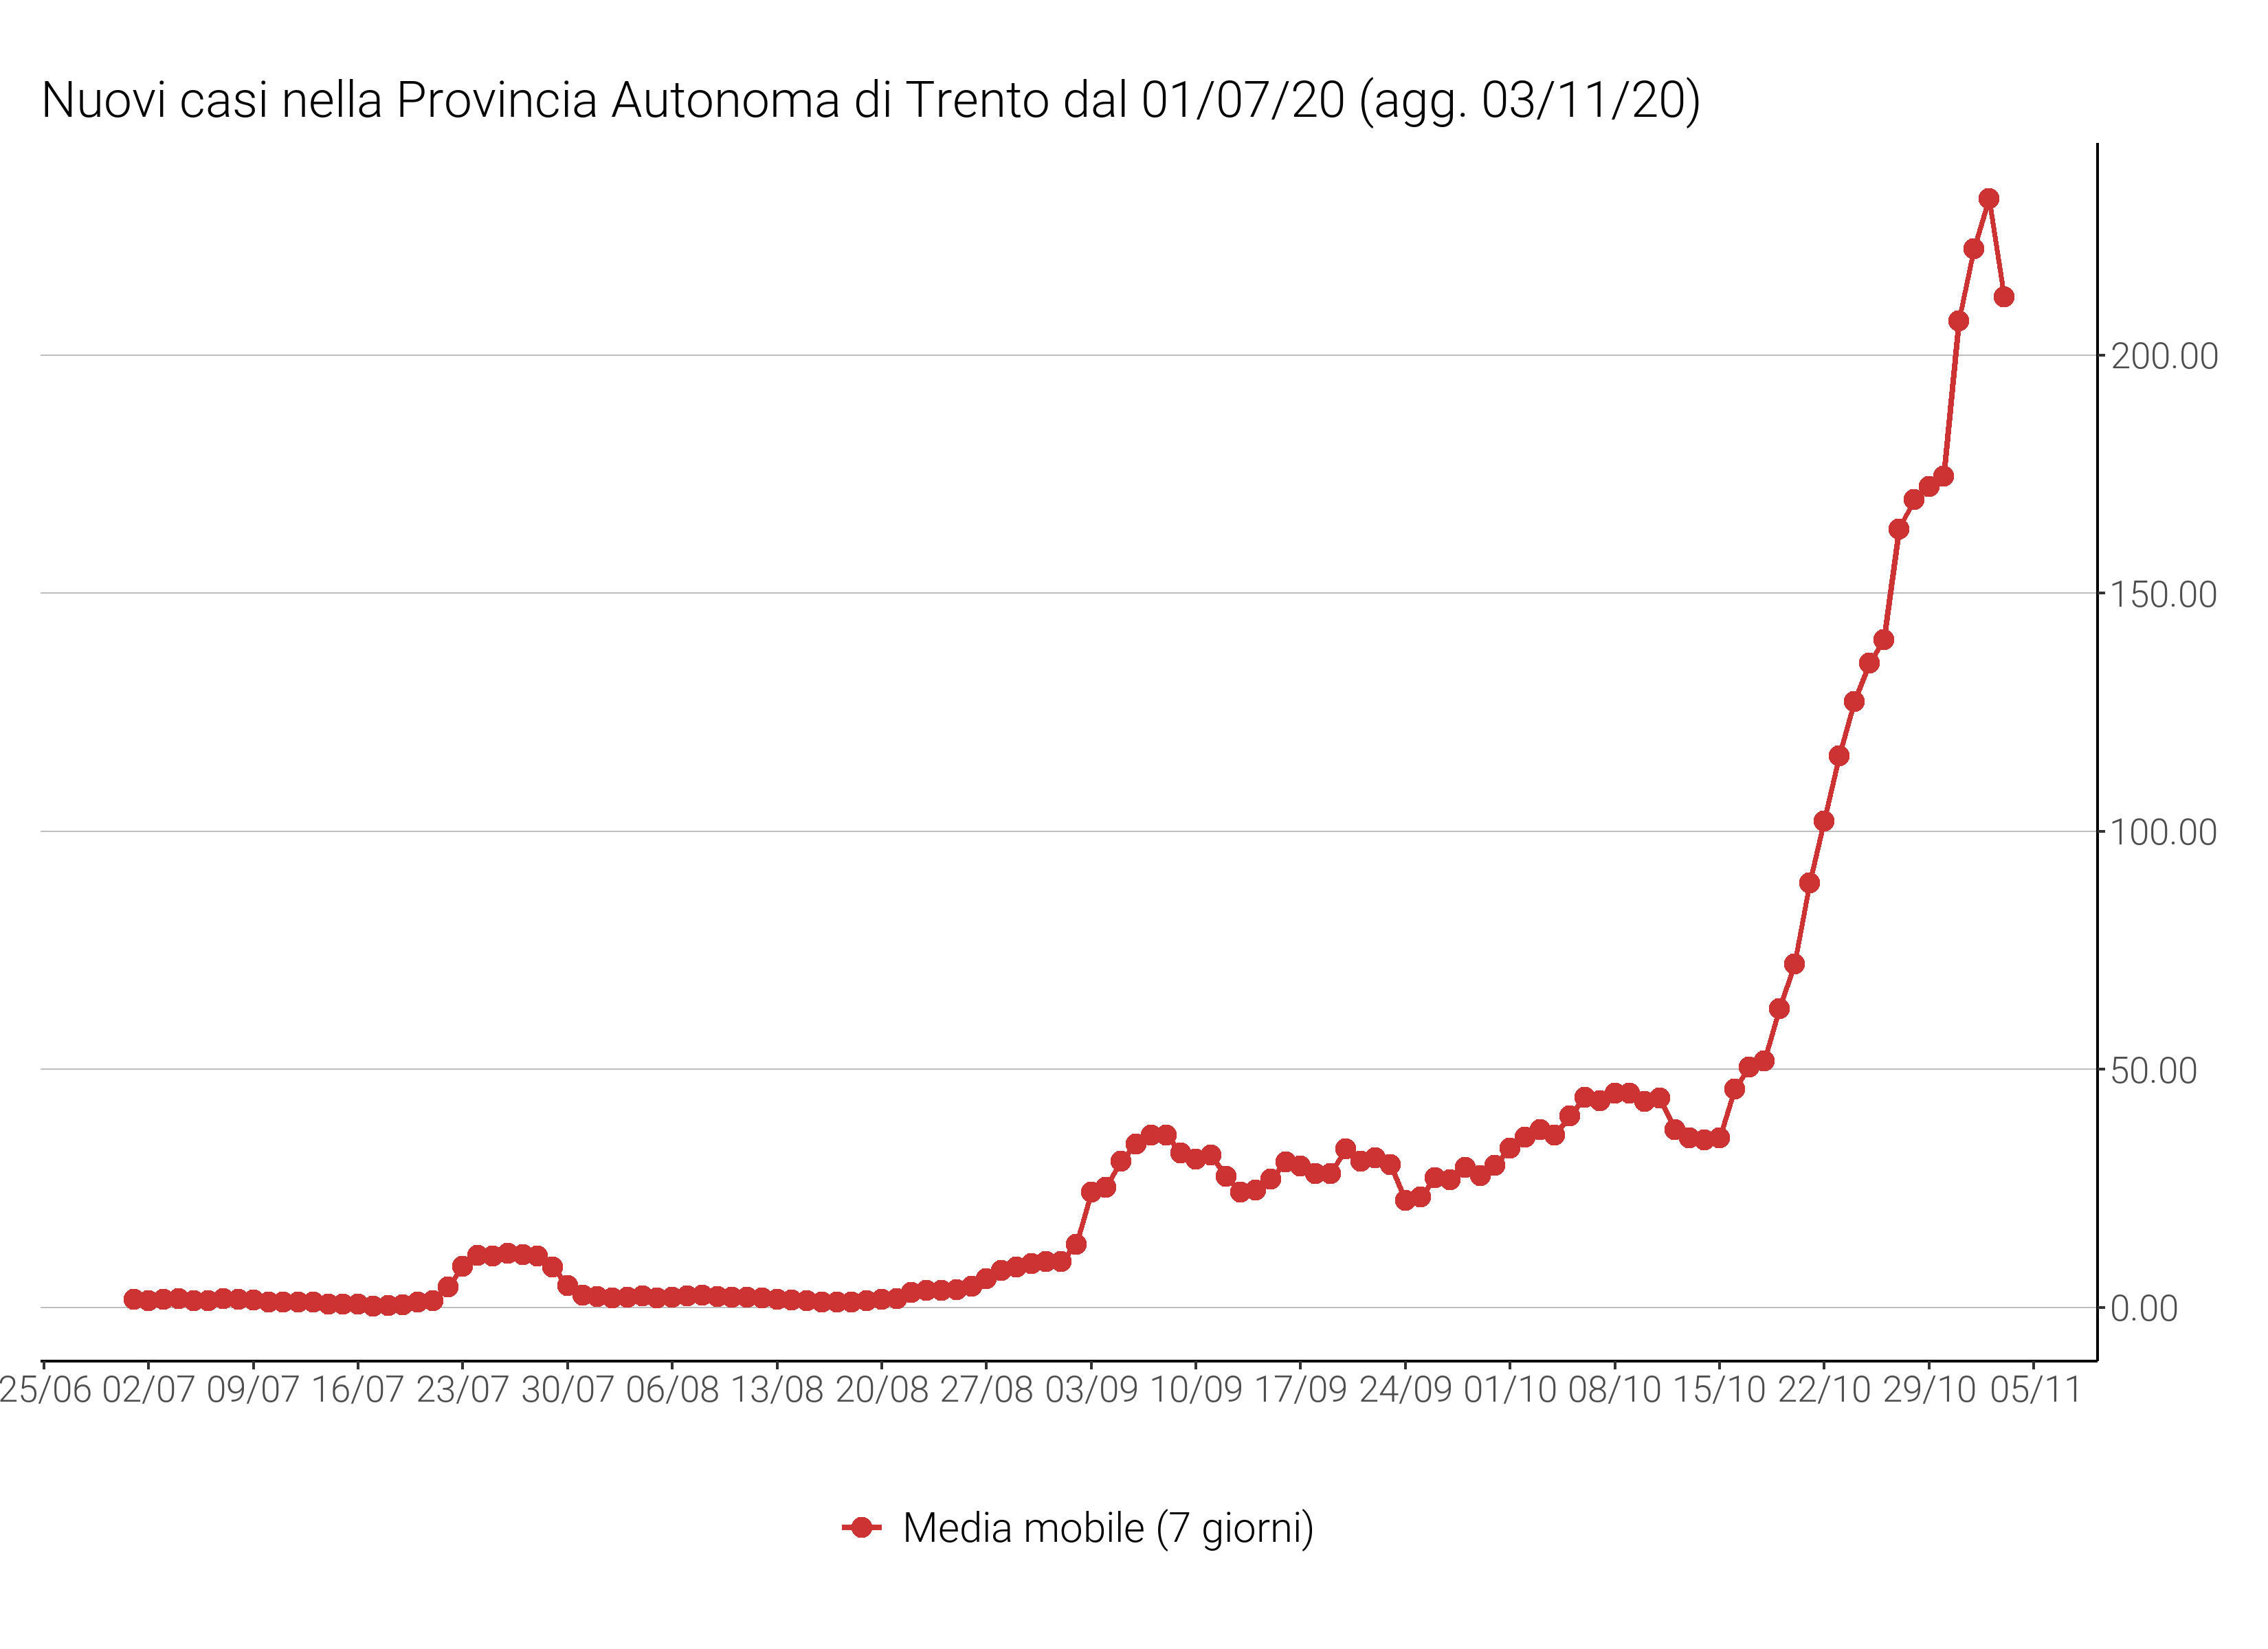 Nuovi casi nella Provincia Autonoma di Trento dal 01/07/20 (agg. 03/11/20)
200.00
150.00
100.00
50.00
0.00
25/06 02/07 09/07 16/07 23/07 30/07 06/08 13/08 20/08 27/08 03/09 10/09 17/09 24/09 01/10 08/10 15/10 22/10 29/10 05/11
Media mobile (7 giorni)